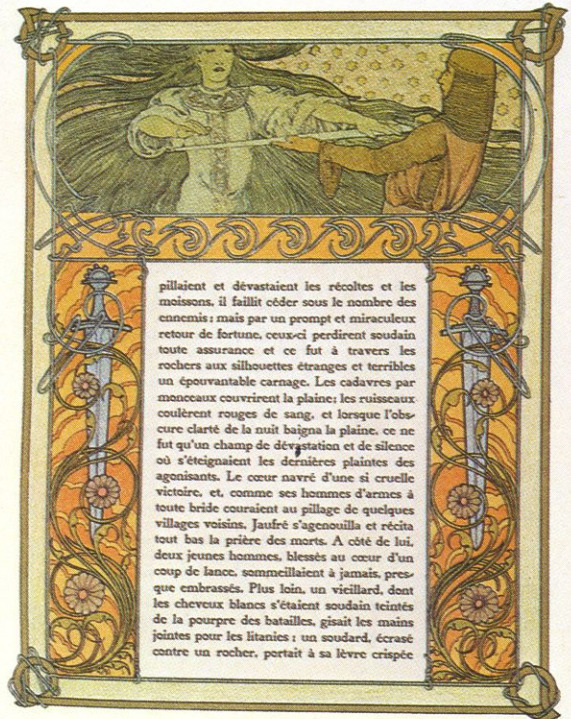 pillaient et dévastaient les récoltes et les
moissons, il faillit céder sous le nombre des
ennemis; mais par un prompt et miraculeux
retour de fortune, ceux-ci perdirent soudain
toute assurance et ce fut à travers les
rochers aux silhouettes étranges et terribles
un épouvantable carnage. Les cadavres par
monceaux couvrirent la plaine; les ruisseaux
coulèrent rouges de sang, et lorsque l'obs-
cure clarté de la nuit baigna la plaine, ce ne
fut qu'un champ de dévastation et de silence
où s'éteignaient les dernières plaintes des
agonisants. Le cœur navré d'une si cruelle
victoire, et, comme ses hommes d'armes à
toute bride couraient au pillage de quelques
villages voisins, Jaufré s'agenouilla et récita
tout bas la prière des morts. A côté de lui,
deux jeunes hommes, blessés au cœur d'un
coup de lance, sommeillaient à jamais, pres-
que embrassés. Plus loin, un vieillard, dont
les cheveux blancs s'étaient soudain teintés
de la pourpre des batailles, gisait les mains
jointes pour les litanies; un soudard, écrasé
contre un rocher, portait à sa lèvre crispée